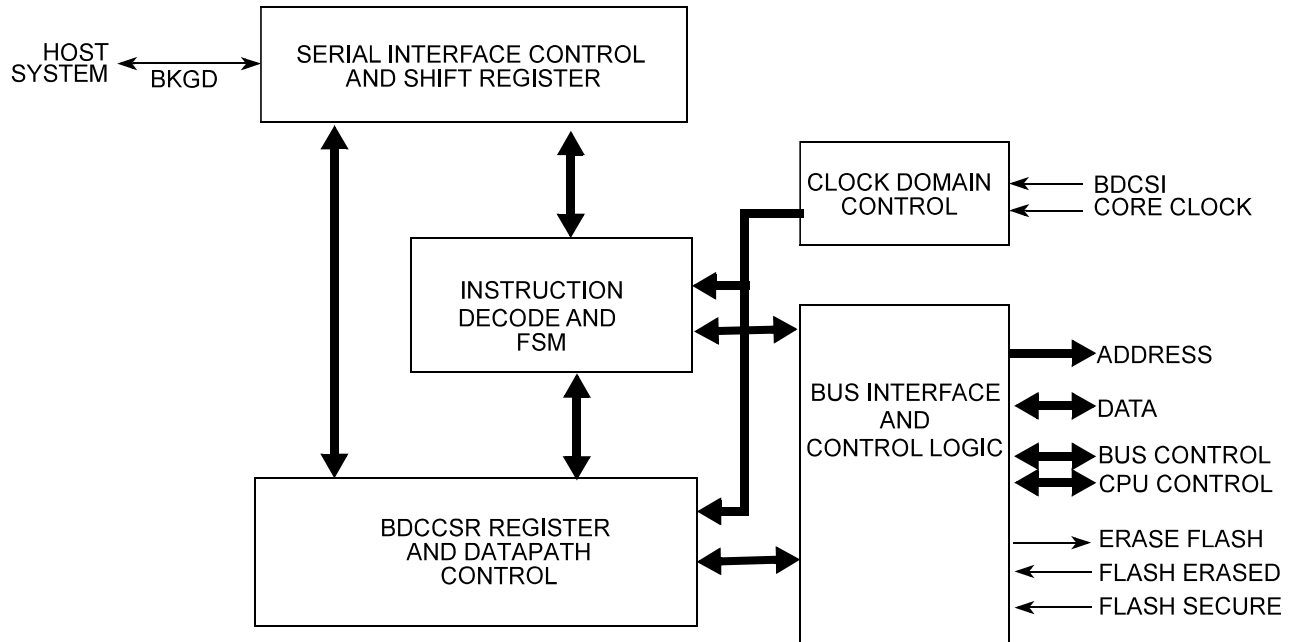 HOST
SYSTEM
BKGD
SERIAL INTERFACE CONTROL
AND SHIFT REGISTER
CLOCK DOMAIN
CONTROL
BDCSI
CORE CLOCK
INSTRUCTION
DECODE AND
FSM
BUS INTERFACE
AND
CONTROL LOGIC
ADDRESS
DATA
BUS CONTROL
CPU CONTROL
ERASE FLASH
FLASH ERASED
FLASH SECURE
BDCCSR REGISTER
AND DATAPATH
CONTROL